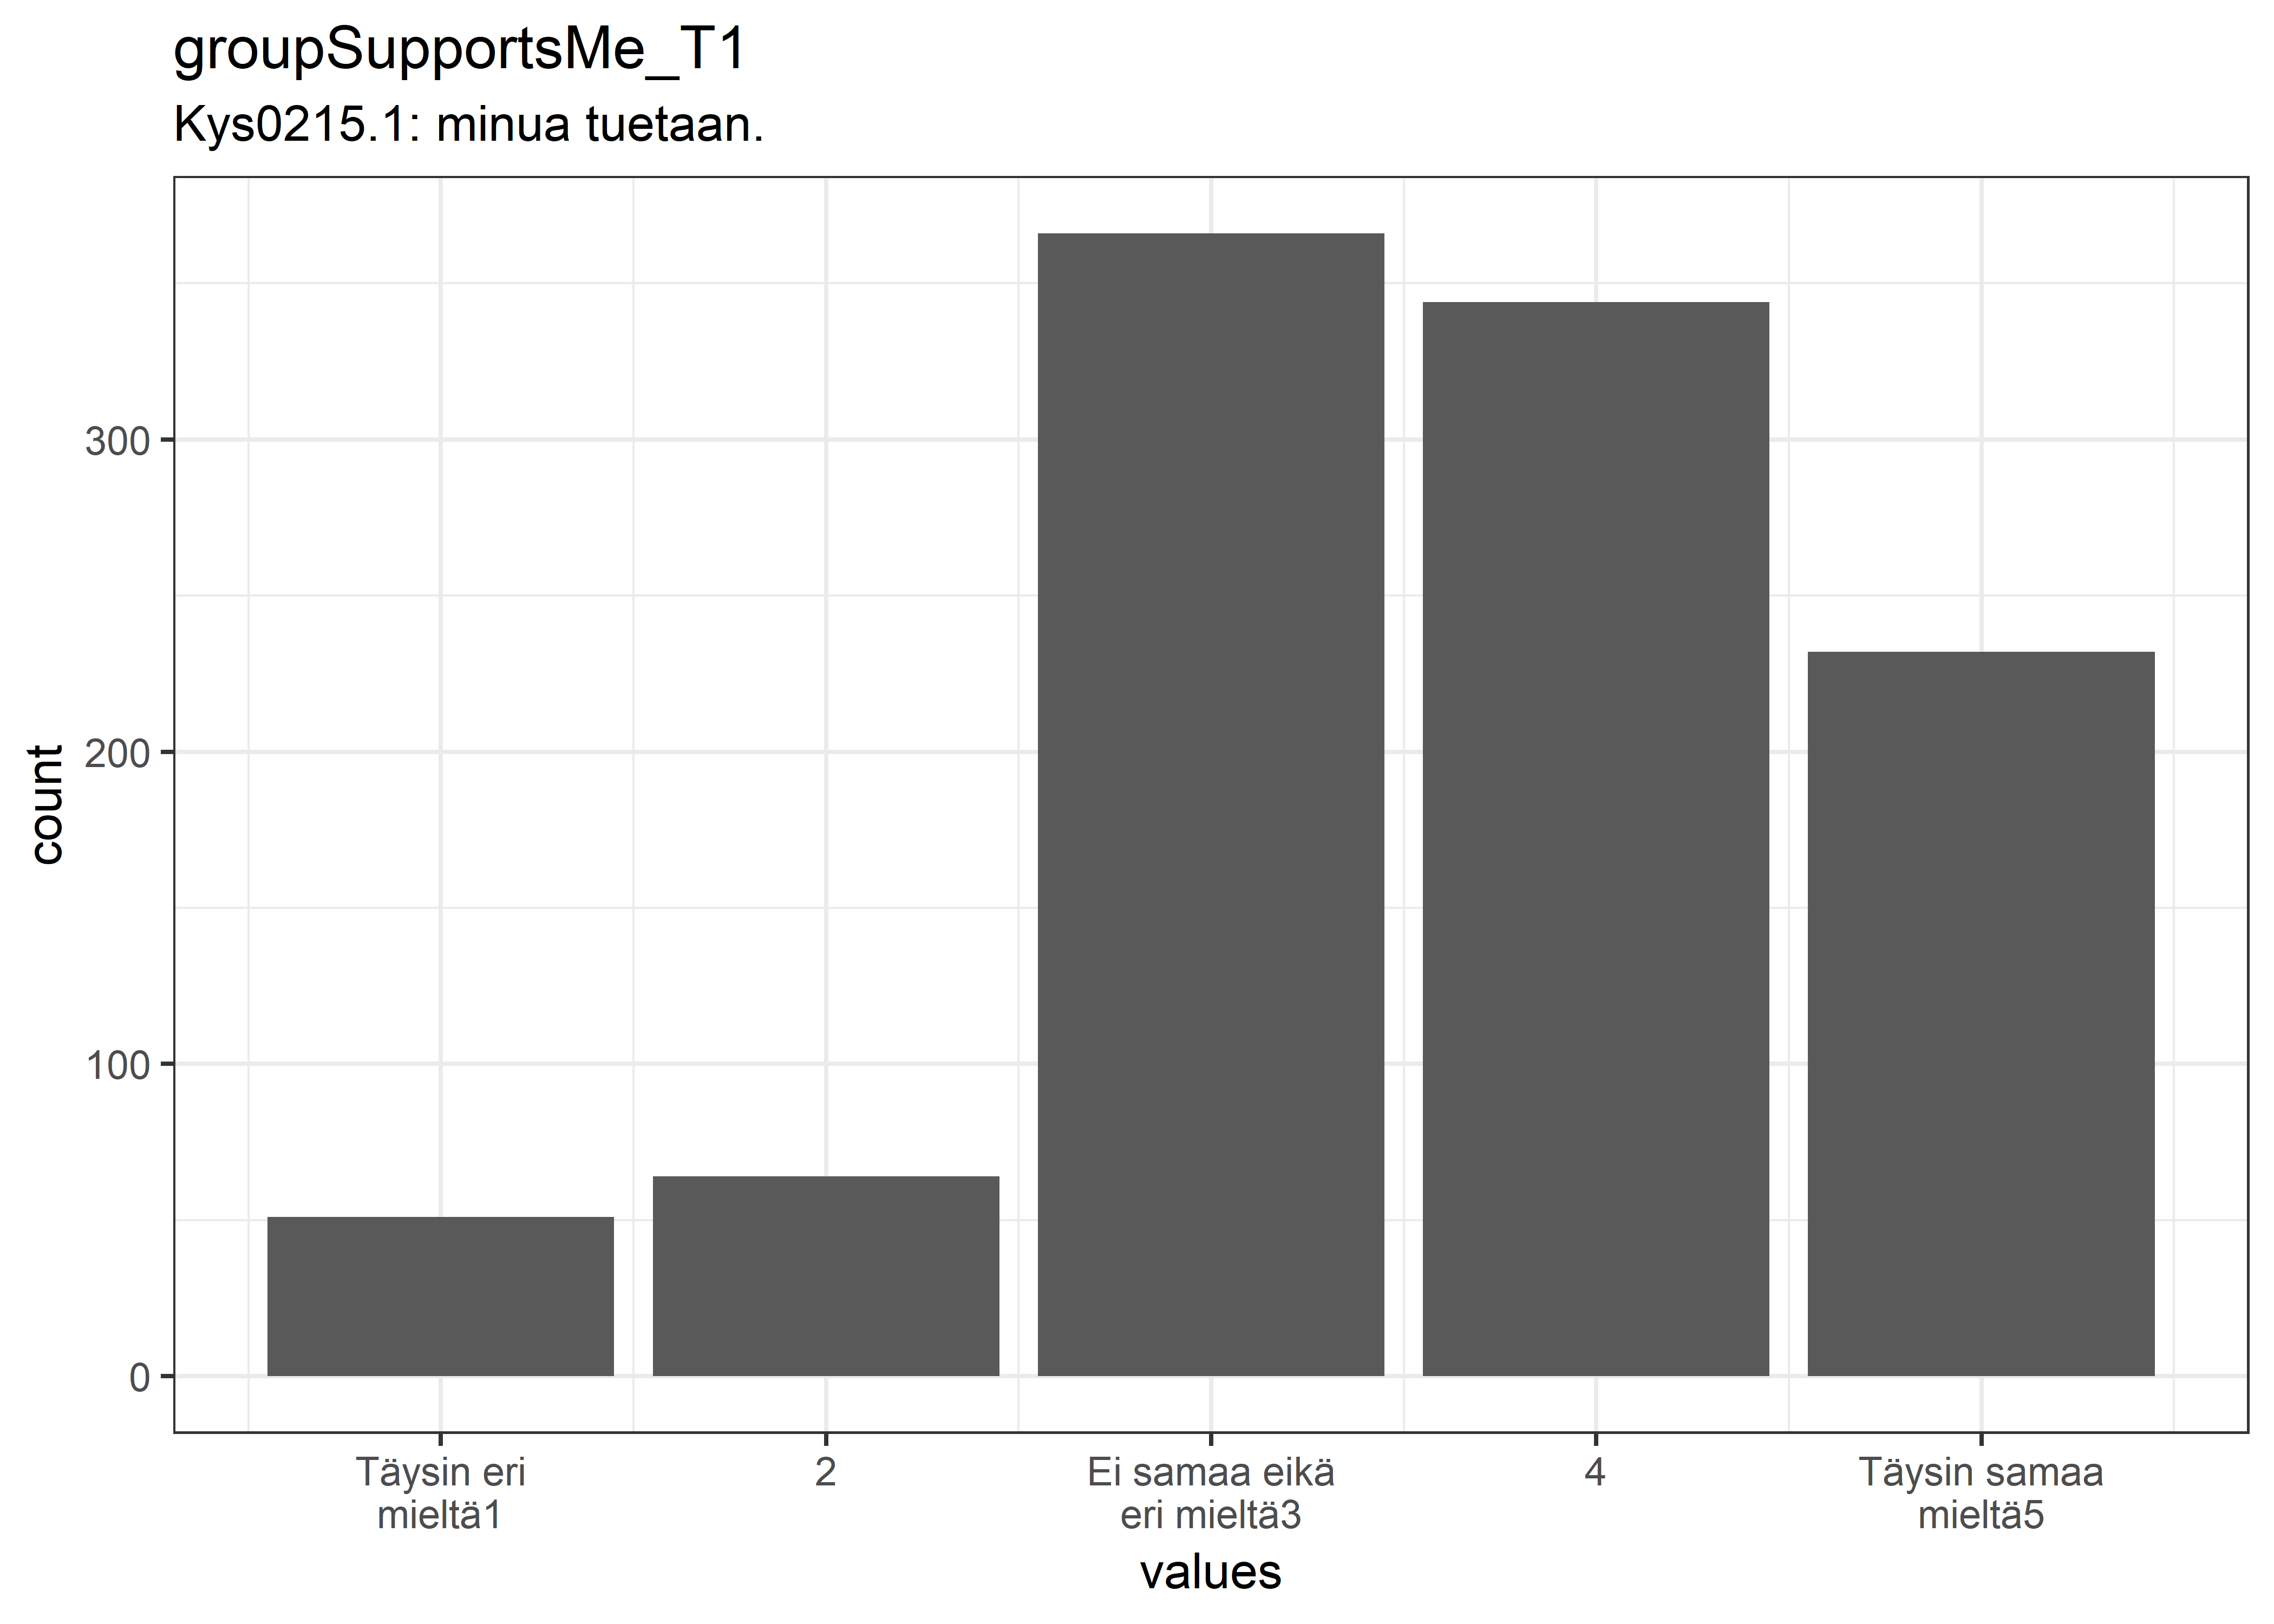 groupSupportsMe_T1
Kys0215.1: minua tuetaan.
count
300
200
100
0
Täysin eri
mieltä1
2
Ei samaa eikä
eri mieltä3
4
Täysin samaa
mieltä5
values